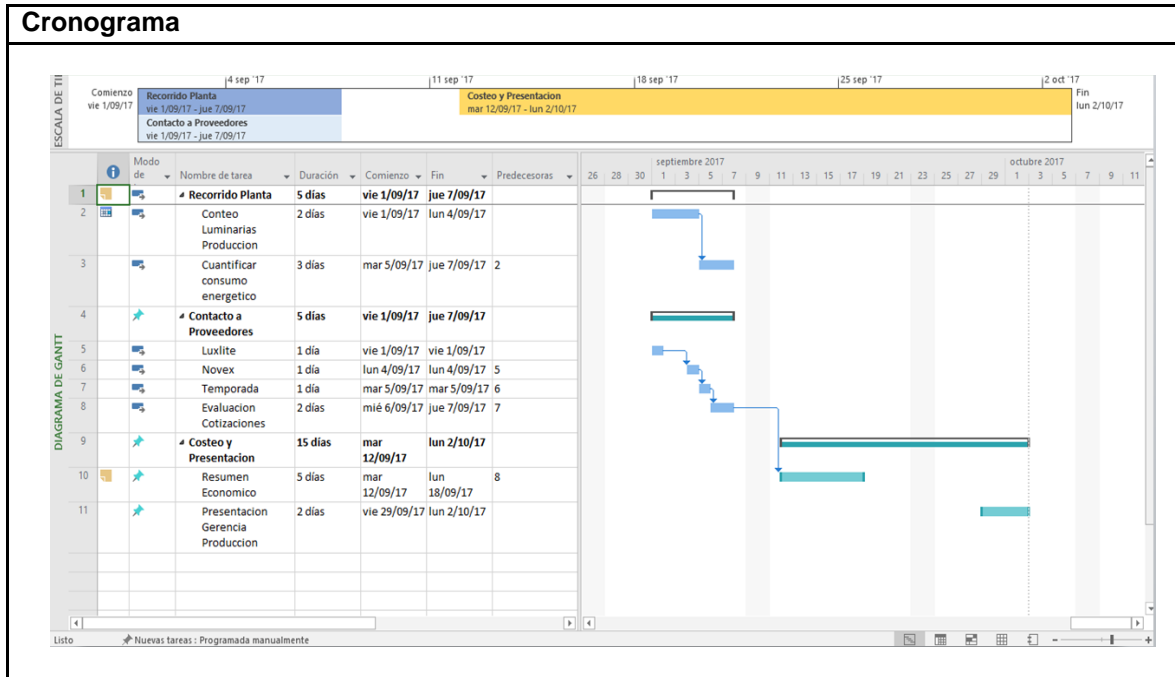 Cronograma
ESCALA DE TI
4 sep '17 11 sep '17 18 sep '17 25 sep '17 2 oct '17
Comienzo
vie 1/09/17
Recorrido Planta
vie 1/09/17 - jue 7/09/17
Contacto a Proveedores
vie 1/09/17 - jue 7/09/17
Costeo y Presentacion
mar 12/09/17 - lun 2/10/17
Fin
lun 2/10/17
DIAGRAMA DE GANTT
Modo
de Nombre de tarea Duración Comienzo Fin Predecesoras
septiembre 2017 octubre 2017
26 28 30 1 3 5 7 9 11 13 15 17 19 21 23 25 27 29 1 3 5 7 9 11
1 Recorrido Planta 5 días vie 1/09/17 jue 7/09/17
2 Conteo 2 días vie 1/09/17 lun 4/09/17
Luminarias
Produccion
3 Cuantificar 3 días mar 5/09/17 jue 7/09/17 2
consumo
energetico
4 Contacto a 5 días vie 1/09/17 jue 7/09/17
Proveedores
5 Luxlite 1 día vie 1/09/17 vie 1/09/17
6 Novex 1 día lun 4/09/17 lun 4/09/17 5
7 Temporada 1 día mar 5/09/17 mar 5/09/17 6
8 Evaluacion 2 días mié 6/09/17 jue 7/09/17 7
Cotizaciones
9 Costeo y 15 días mar lun 2/10/17
Presentacion 12/09/17
10 Resumen 5 días mar lun 8
Economico 12/09/17 18/09/17
11 Presentacion 2 días vie 29/09/17 lun 2/10/17
Gerencia
Produccion
Listo Nuevas tareas : Programada manualmente